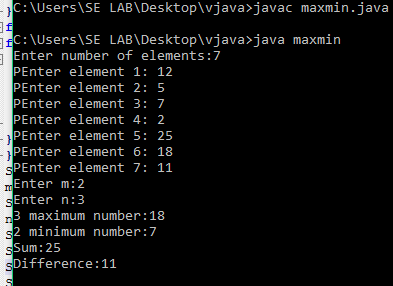 C:\Users\SE LAB\Desktop\vjava>javac maxmin.java
C:\Users\SE LAB\Desktop\vjava>java maxmin
Enter number of elements:7
PEnter element 1: 12
PEnter element 2: 5
PEnter element 3: 7
PEnter element 4: 2
PEnter element 5: 25
PEnter element 6: 18
PEnter element 7: 11
Enter m:2
Enter n:3
3 maximum number:18
2 minimum number:7
Sum:25
Difference:11